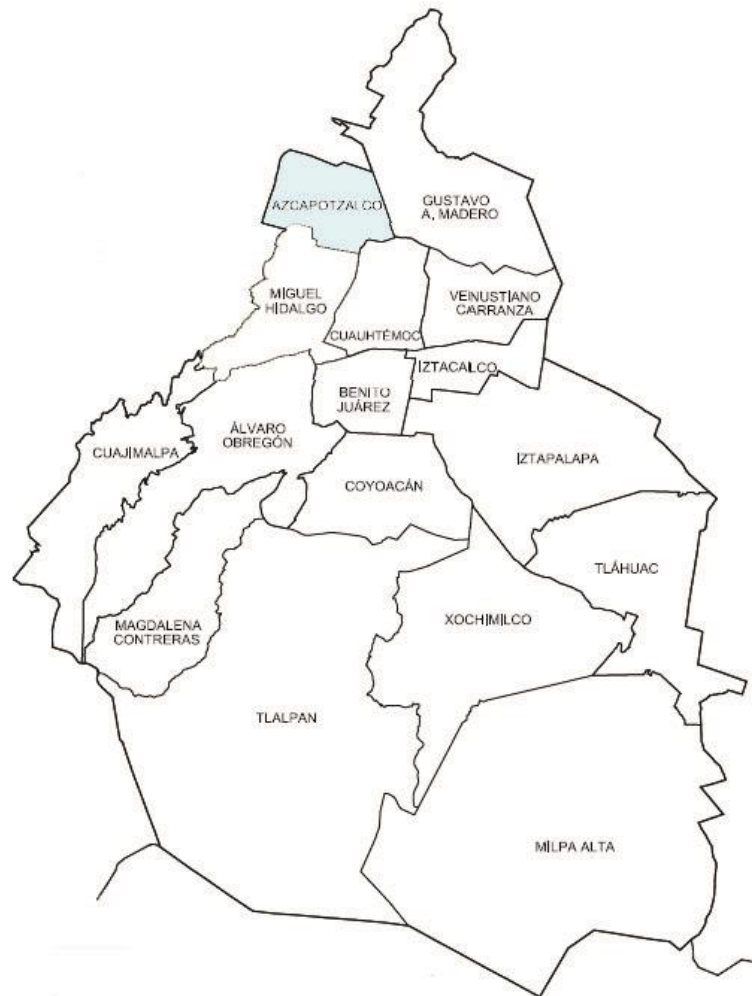 AZCAPOTZALCO
GUSTAVO
A, MADERO
MIGUEL
HIDALGO
VEINUSTIANO
CARRANZA
CUAUHTÉMOC
IZTACALCO
BENITO
JUÁREZ
ÁLVARO
OBREGÓN
CUAJIMALPA
IZTAPALAPA
COYOACÁN
TLÁHUAC
MAGDALENA
CONTRERAS
XOCHIMILCO
TLALPAN
MILPA ALTA